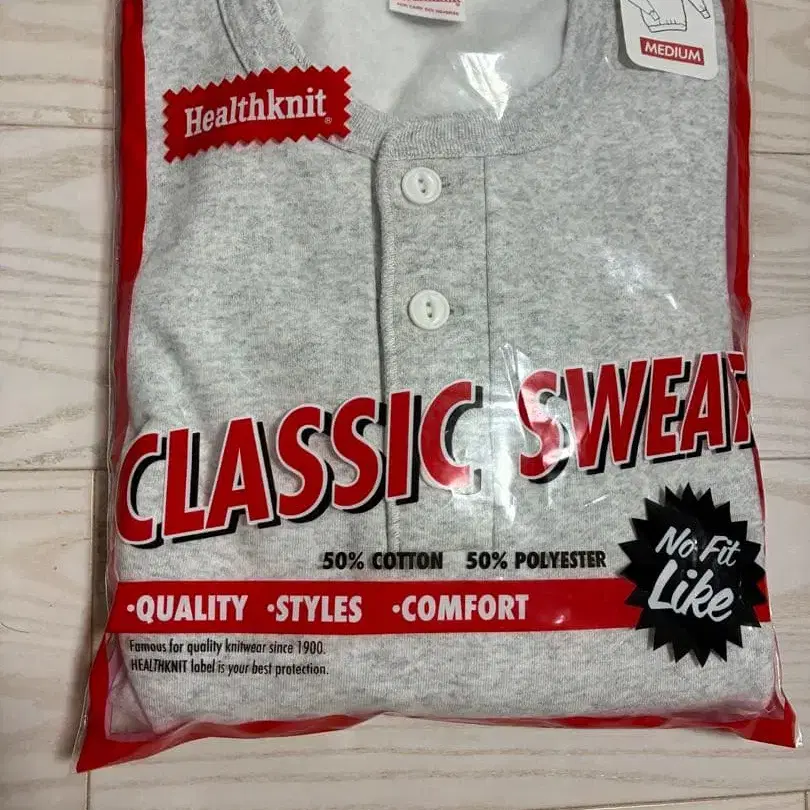 MEDIUM
Healthknit®
CLASSIC SWEAT
50% COTTON 50% POLYESTER
·QUALITY ·STYLES ·COMFORT
No Fit
Like
Famous for quality knitwear since 1900.
HEALTHKNIT label is your best protection.